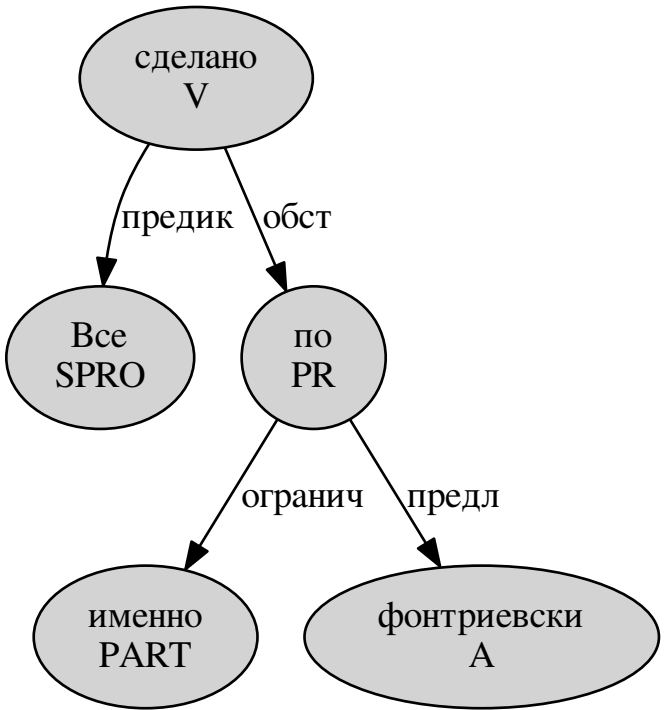 сделано
V
предик
обст
Все
SPRO
по
PR
огранич
предл
именно
PART
фонтриевски
A